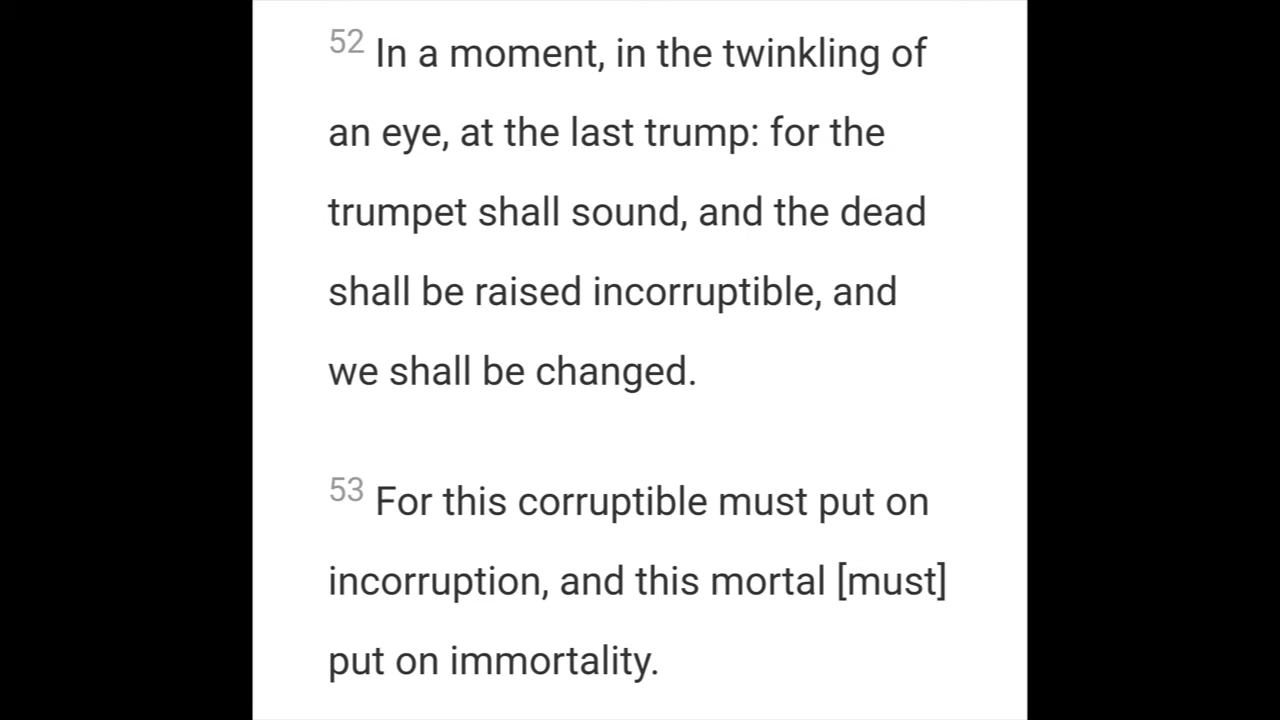 52 In a moment, in the twinkling of
an eye, at the last trump: for the
trumpet shall sound, and the dead
shall be raised incorruptible, and
we shall be changed.
53 For this corruptible must put on
incorruption, and this mortal [must]
put on immortality.